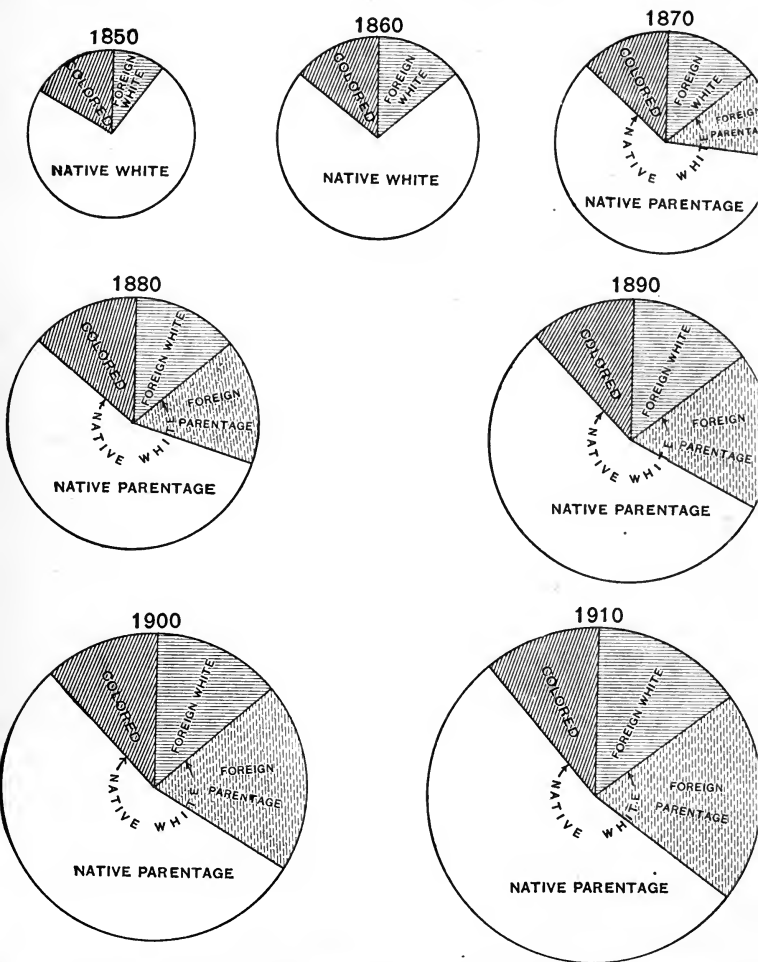 1850
COLORED
FOREIGN
WHITE
NATIVE WHITE
1860
COLORED
FOREIGN
WHITE
NATIVE WHITE
1870
COLORED
FOREIGN
WHITE
FOREIGN
PARENTA
NATIVE WHITE
NATIVE PARENTAGE
1880
COLORED
FOREIGN WHITE
FOREIGN
PARENTAGE
NATIVE WHITE
NATIVE PARENTAGE
1890
COLORED
FOREIGN WHITE
FOREIGN
PARENTAGE
NATIVE WHITE
NATIVE PARENTAGE
1900
COLORED
FOREIGN WHITE
FOREIGN
PARENTAGE
NATIVE WHITE
NATIVE PARENTAGE
1910
COLORED
FOREIGN WHITE
FOREIGN
PARENTAGE
NATIVE WHITE
NATIVE PARENTAGE